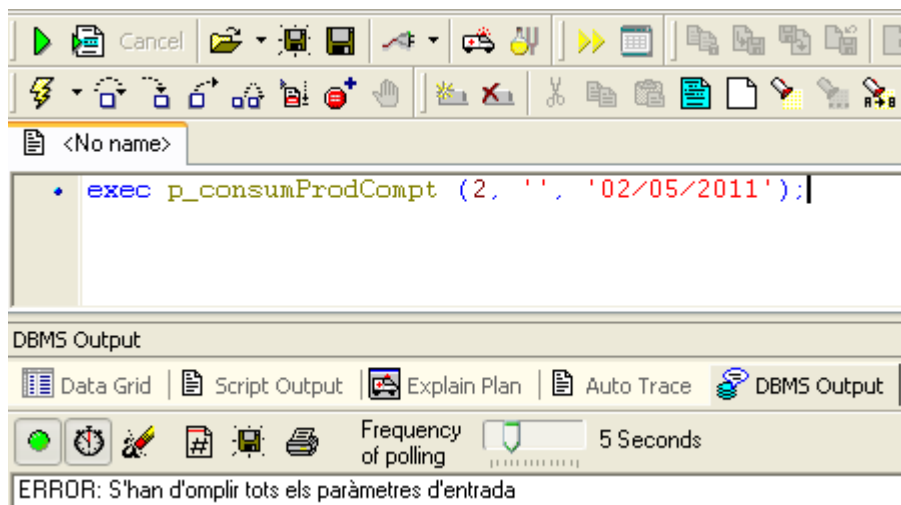 Cancel
<No name>
exec p_consumProdCompt (2, '', '02/05/2011');
DBMS Output
Data Grid Script Output Explain Plan Auto Trace DBMS Output
Frequency
of polling 5 Seconds
ERROR: S'han d'omplir tots els paràmetres d'entrada